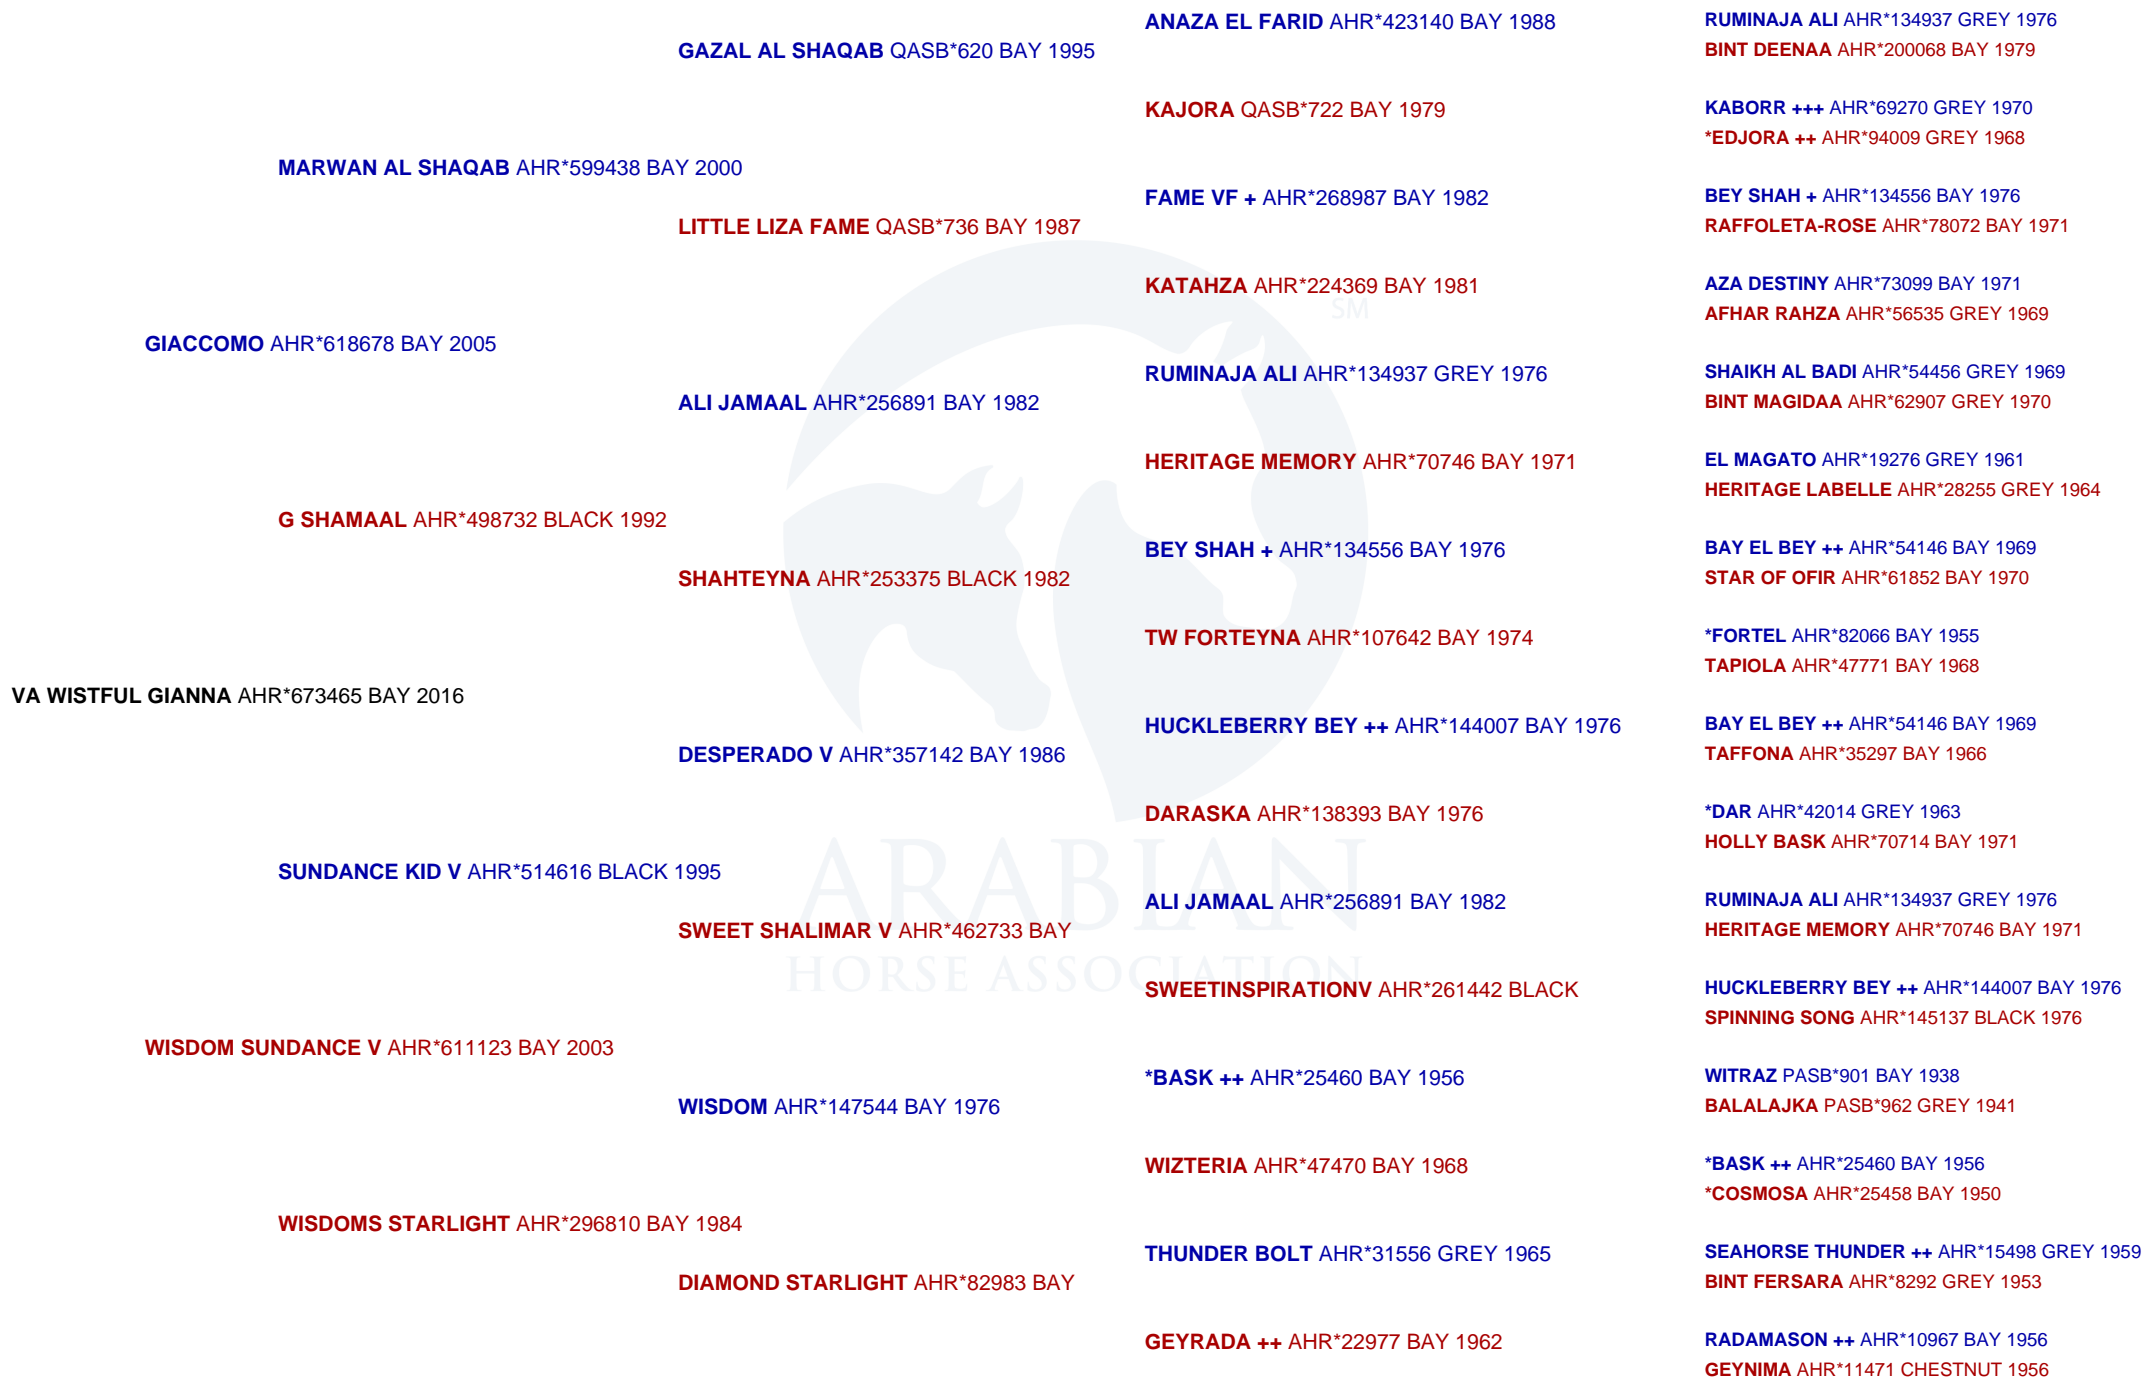 ANAZA EL FARID AHR*423140 BAY 1988
RUMINAJA ALI AHR*134937 GREY 1976
GAZAL AL SHAQAB QASB*620 BAY 1995
BINT DEENAA AHR*200068 BAY 1979
KAJORA QASB*722 BAY 1979
KABORR +++ AHR*69270 GREY 1970
*EDJORA ++ AHR*94009 GREY 1968
MARWAN AL SHAQAB AHR*599438 BAY 2000
FAME VF + AHR*268987 BAY 1982
BEY SHAH + AHR*134556 BAY 1976
LITTLE LIZA FAME QASB*736 BAY 1987
RAFFOLETA-ROSE AHR*78072 BAY 1971
KATAHZA AHR*224369 BAY 1981
AZA DESTINY AHR*73099 BAY 1971
SM
AFHAR RAHZA AHR*56535 GREY 1969
GIACCOMO AHR*618678 BAY 2005
RUMINAJA ALI AHR*134937 GREY 1976
SHAIKH AL BADI AHR*54456 GREY 1969
ALI JAMAAL AHR*256891 BAY 1982
BINT MAGIDAA AHR*62907 GREY 1970
HERITAGE MEMORY AHR*70746 BAY 1971
EL MAGATO AHR*19276 GREY 1961
HERITAGE LABELLE AHR*28255 GREY 1964
G SHAMAAL AHR*498732 BLACK 1992
BEY SHAH + AHR*134556 BAY 1976
BAY EL BEY ++ AHR*54146 BAY 1969
SHAHTEYNA AHR*253375 BLACK 1982
STAR OF OFIR AHR*61852 BAY 1970
TW FORTEYNA AHR*107642 BAY 1974
*FORTEL AHR*82066 BAY 1955
TAPIOLA AHR*47771 BAY 1968
VA WISTFUL GIANNA AHR*673465 BAY 2016
HUCKLEBERRY BEY ++ AHR*144007 BAY 1976
BAY EL BEY ++ AHR*54146 BAY 1969
DESPERADO V AHR*357142 BAY 1986
TAFFONA AHR*35297 BAY 1966
DARASKA AHR*138393 BAY 1976
*DAR AHR*42014 GREY 1963
HOLLY BASK AHR*70714 BAY 1971
SUNDANCE KID V AHR*514616 BLACK 1995
ARABIAN
ALI JAMAAL AHR*256891 BAY 1982
RUMINAJA ALI AHR*134937 GREY 1976
SWEET SHALIMAR V AHR*462733 BAY
HERITAGE MEMORY AHR*70746 BAY 1971
HORSE ASSOCIATION
SWEETINSPIRATIONV AHR*261442 BLACK
HUCKLEBERRY BEY ++ AHR*144007 BAY 1976
SPINNING SONG AHR*145137 BLACK 1976
WISDOM SUNDANCE V AHR*611123 BAY 2003
*BASK ++ AHR*25460 BAY 1956
WITRAZ PASB*901 BAY 1938
WISDOM AHR*147544 BAY 1976
BALALAJKA PASB*962 GREY 1941
WIZTERIA AHR*47470 BAY 1968
*BASK ++ AHR*25460 BAY 1956
*COSMOSA AHR*25458 BAY 1950
WISDOMS STARLIGHT AHR*296810 BAY 1984
THUNDER BOLT AHR*31556 GREY 1965
SEAHORSE THUNDER ++ AHR*15498 GREY 1959
DIAMOND STARLIGHT AHR*82983 BAY
BINT FERSARA AHR*8292 GREY 1953
GEYRADA ++ AHR*22977 BAY 1962
RADAMASON ++ AHR*10967 BAY 1956
GEYNIMA AHR*11471 CHESTNUT 1956